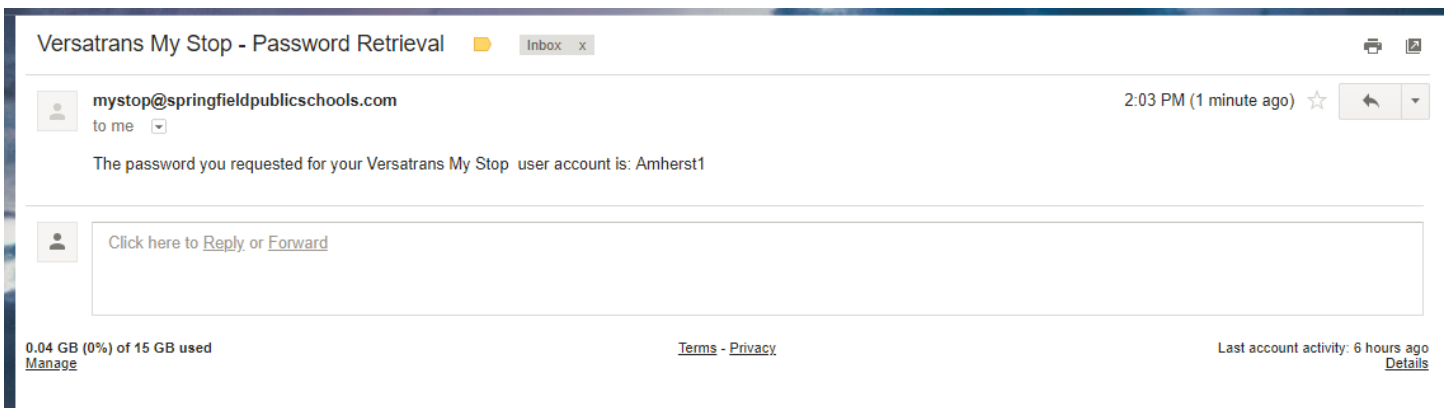 Versatrans My Stop - Password Retrieval Inbox x
mystop@springfieldpublicschools.com 2:03 PM (1 minute ago)
to me
The password you requested for your Versatrans My Stop user account is: Amherst1
Click here to Reply or Forward
0.04 GB (0%) of 15 GB used Terms - Privacy Last account activity: 6 hours ago
Manage Details